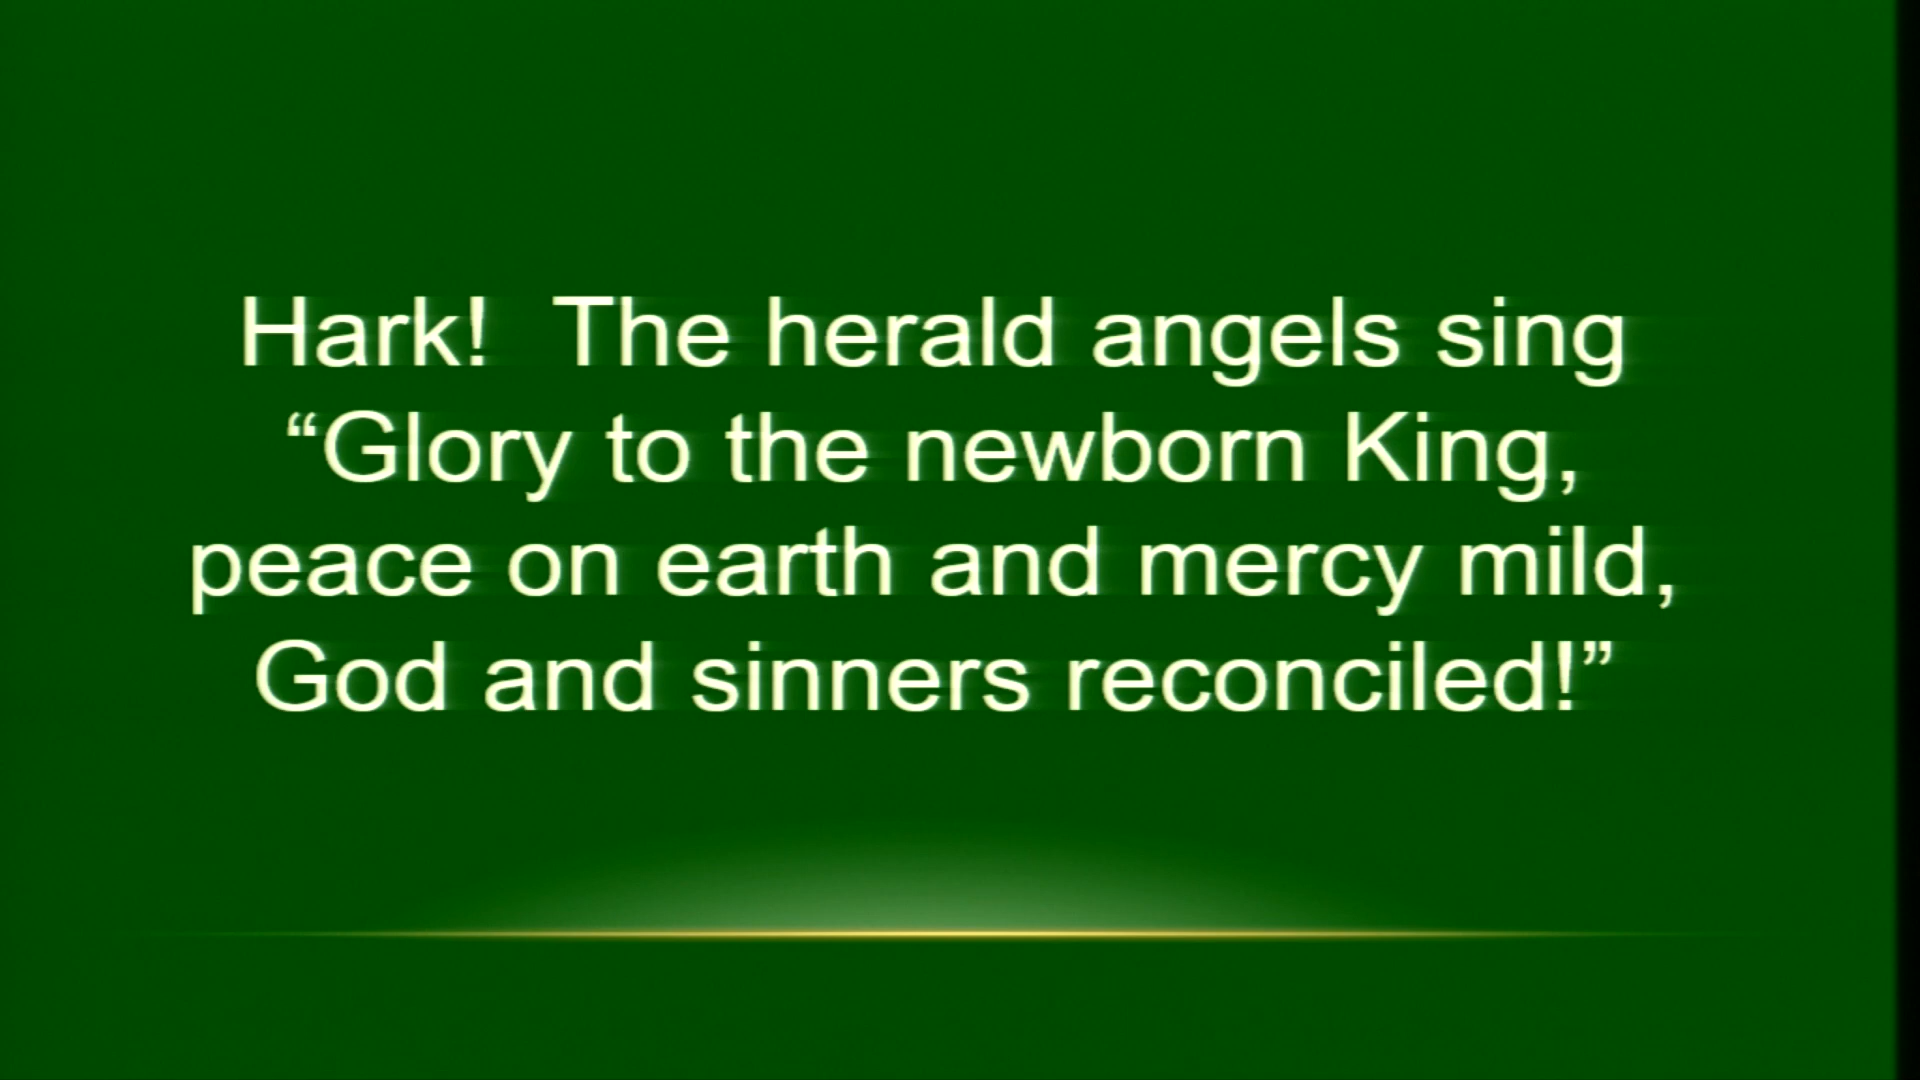 Hark!  The herald angels sing
“Glory to the newborn King,
peace on earth and mercy mild,
God and sinners reconciled!”